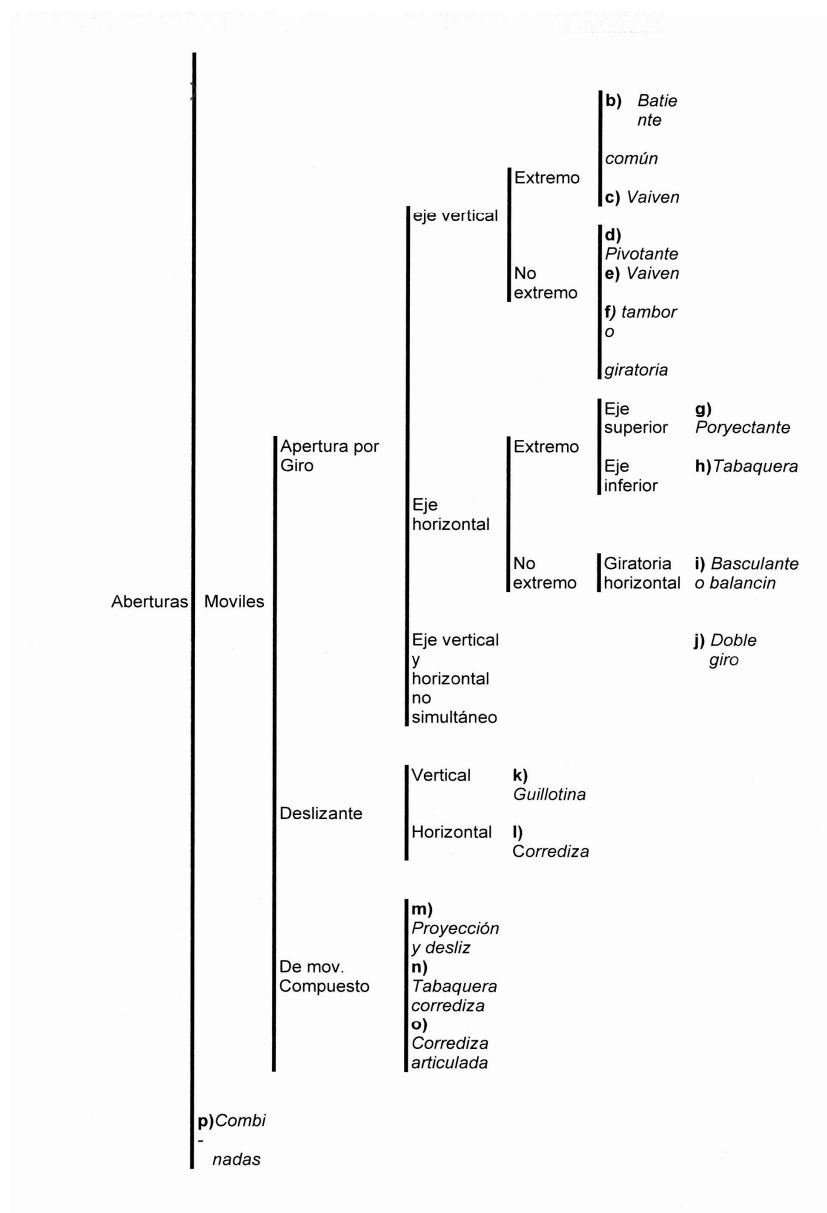 b) Batie
nte
común
Extremo
c) Vaiven
eje vertical
d)
Pivotante
No
extremo
e) Vaiven
f) tambor
o
giratoria
Eje
superior
g)
Poryectante
Apertura por
Giro
Extremo
Eje
inferior
h)Tabaquera
Eje
horizontal
No
extremo
Giratoria
horizontal
i) Basculante
o balancin
Aberturas
Moviles
Eje vertical
y
horizontal
no
simultáneo
j) Doble
giro
Vertical
k)
Guillotina
Deslizante
Horizontal
l)
Corrediza
m)
Proyección
y desliz
De mov.
Compuesto
n)
Tabaquera
corrediza
o)
Corrediza
articulada
p)Combi
-
nadas